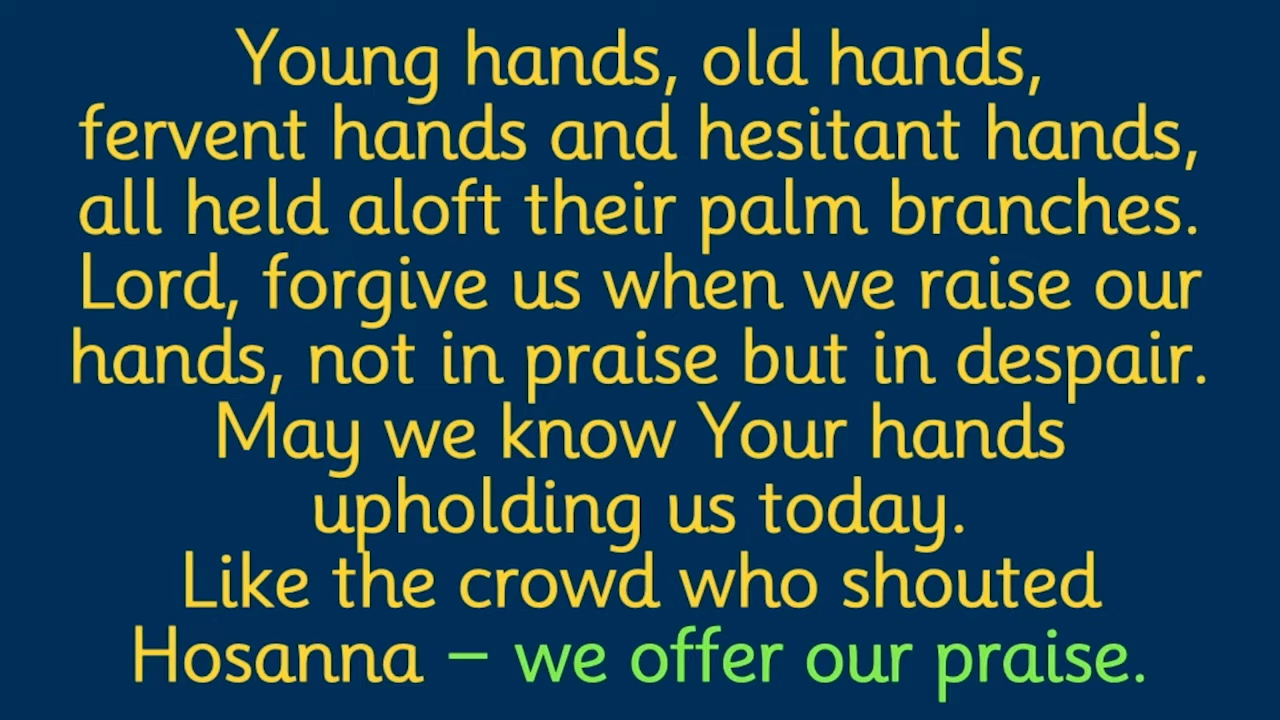 Young hands, old hands,
fervent hands and hesitant hands,
all held aloft their palm branches.
Lord, forgive us when we raise our
hands, not in praise but in despair.
May we know Your hands
upholding us today.
Like the crowd who shouted
Hosanna – we offer our praise.